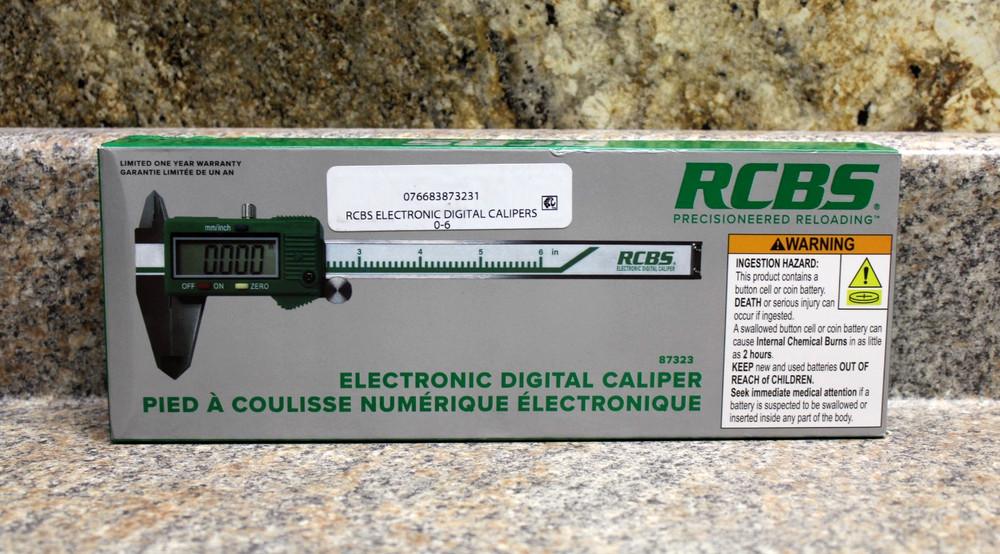 LIMITED ONE YEAR WARRANTY
GARANTIE LIMITÉE DE UN AN
076683873231
RCBS ELECTRONIC DIGITAL CALIPERS
0-6
RCBS
PRECISIONEERED RELOADING™
mm/inch
0.000
OFF ON ZERO
3 4 5 6 in
RCBS
ELECTRONIC DIGITAL CALIPER
87323
ELECTRONIC DIGITAL CALIPER
PIED À COULISSE NUMÉRIQUE ÉLECTRONIQUE
WARNING
INGESTION HAZARD:
This product contains a
button cell or coin battery.
DEATH or serious injury can
occur if ingested.
A swallowed button cell or coin battery can
cause Internal Chemical Burns in as little
as 2 hours.
KEEP new and used batteries OUT OF
REACH of CHILDREN.
Seek immediate medical attention if a
battery is suspected to be swallowed or
inserted inside any part of the body.